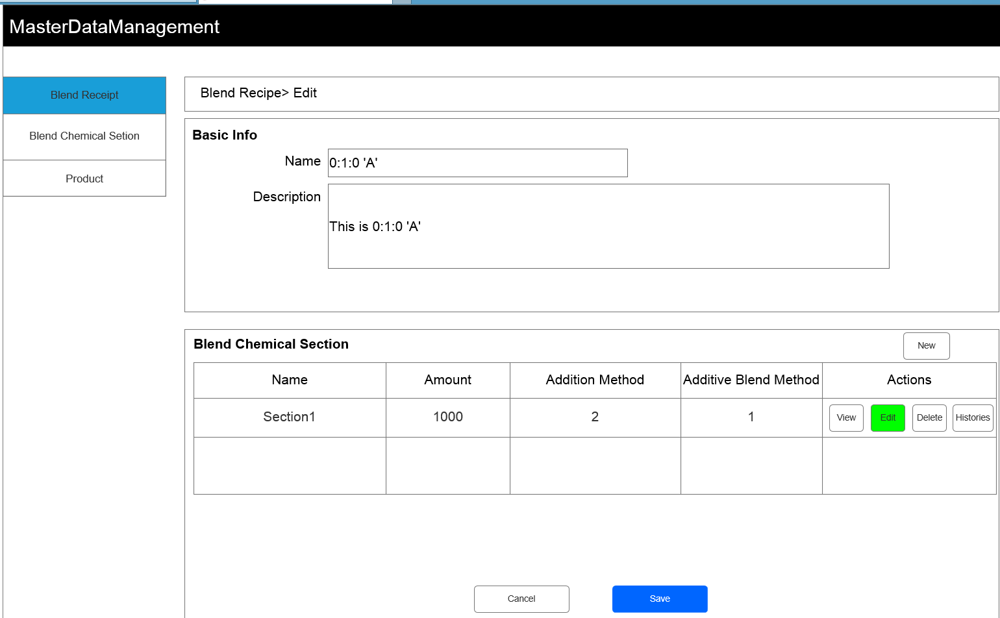 MasterDataManagement
Blend Receipt
Blend Chemical Setion
Product
Blend Recipe> Edit
Basic Info
Name 0:1:0 'A'
Description This is 0:1:0 'A'
Blend Chemical Section New
Name Amount Addition Method Additive Blend Method Actions
Section1 1000 2 1 View Edit Delete Histories
Cancel Save